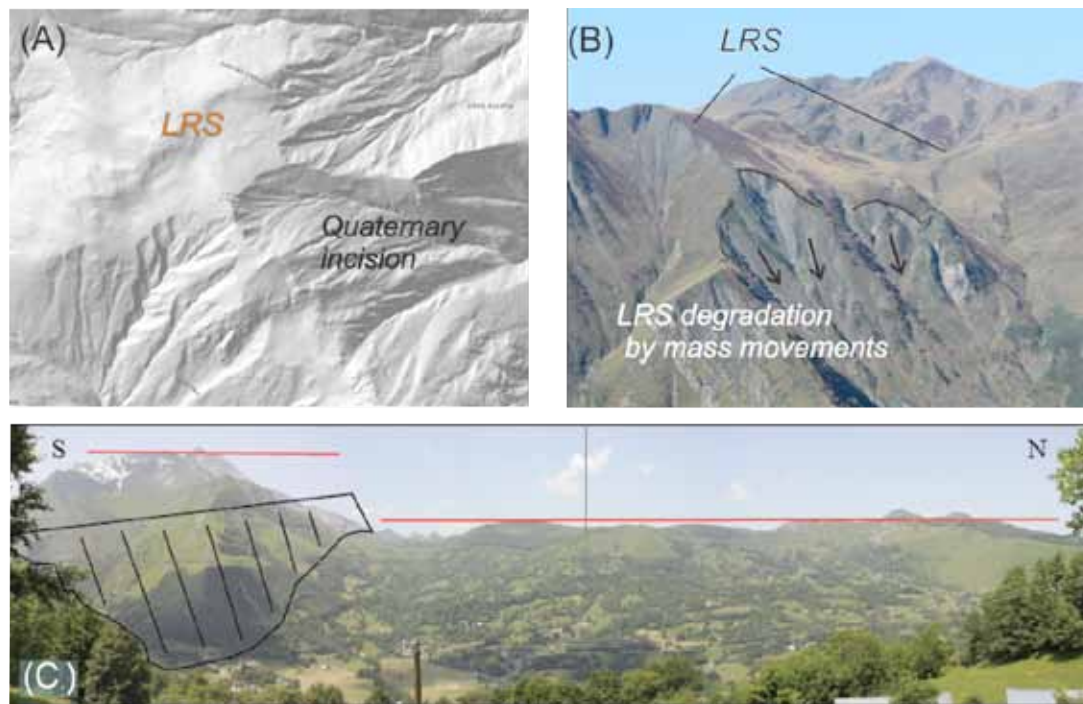 (A)
LRS
Quaternary
incision
(B)
LRS
LRS degradation
by mass movements
S
N
(C.)